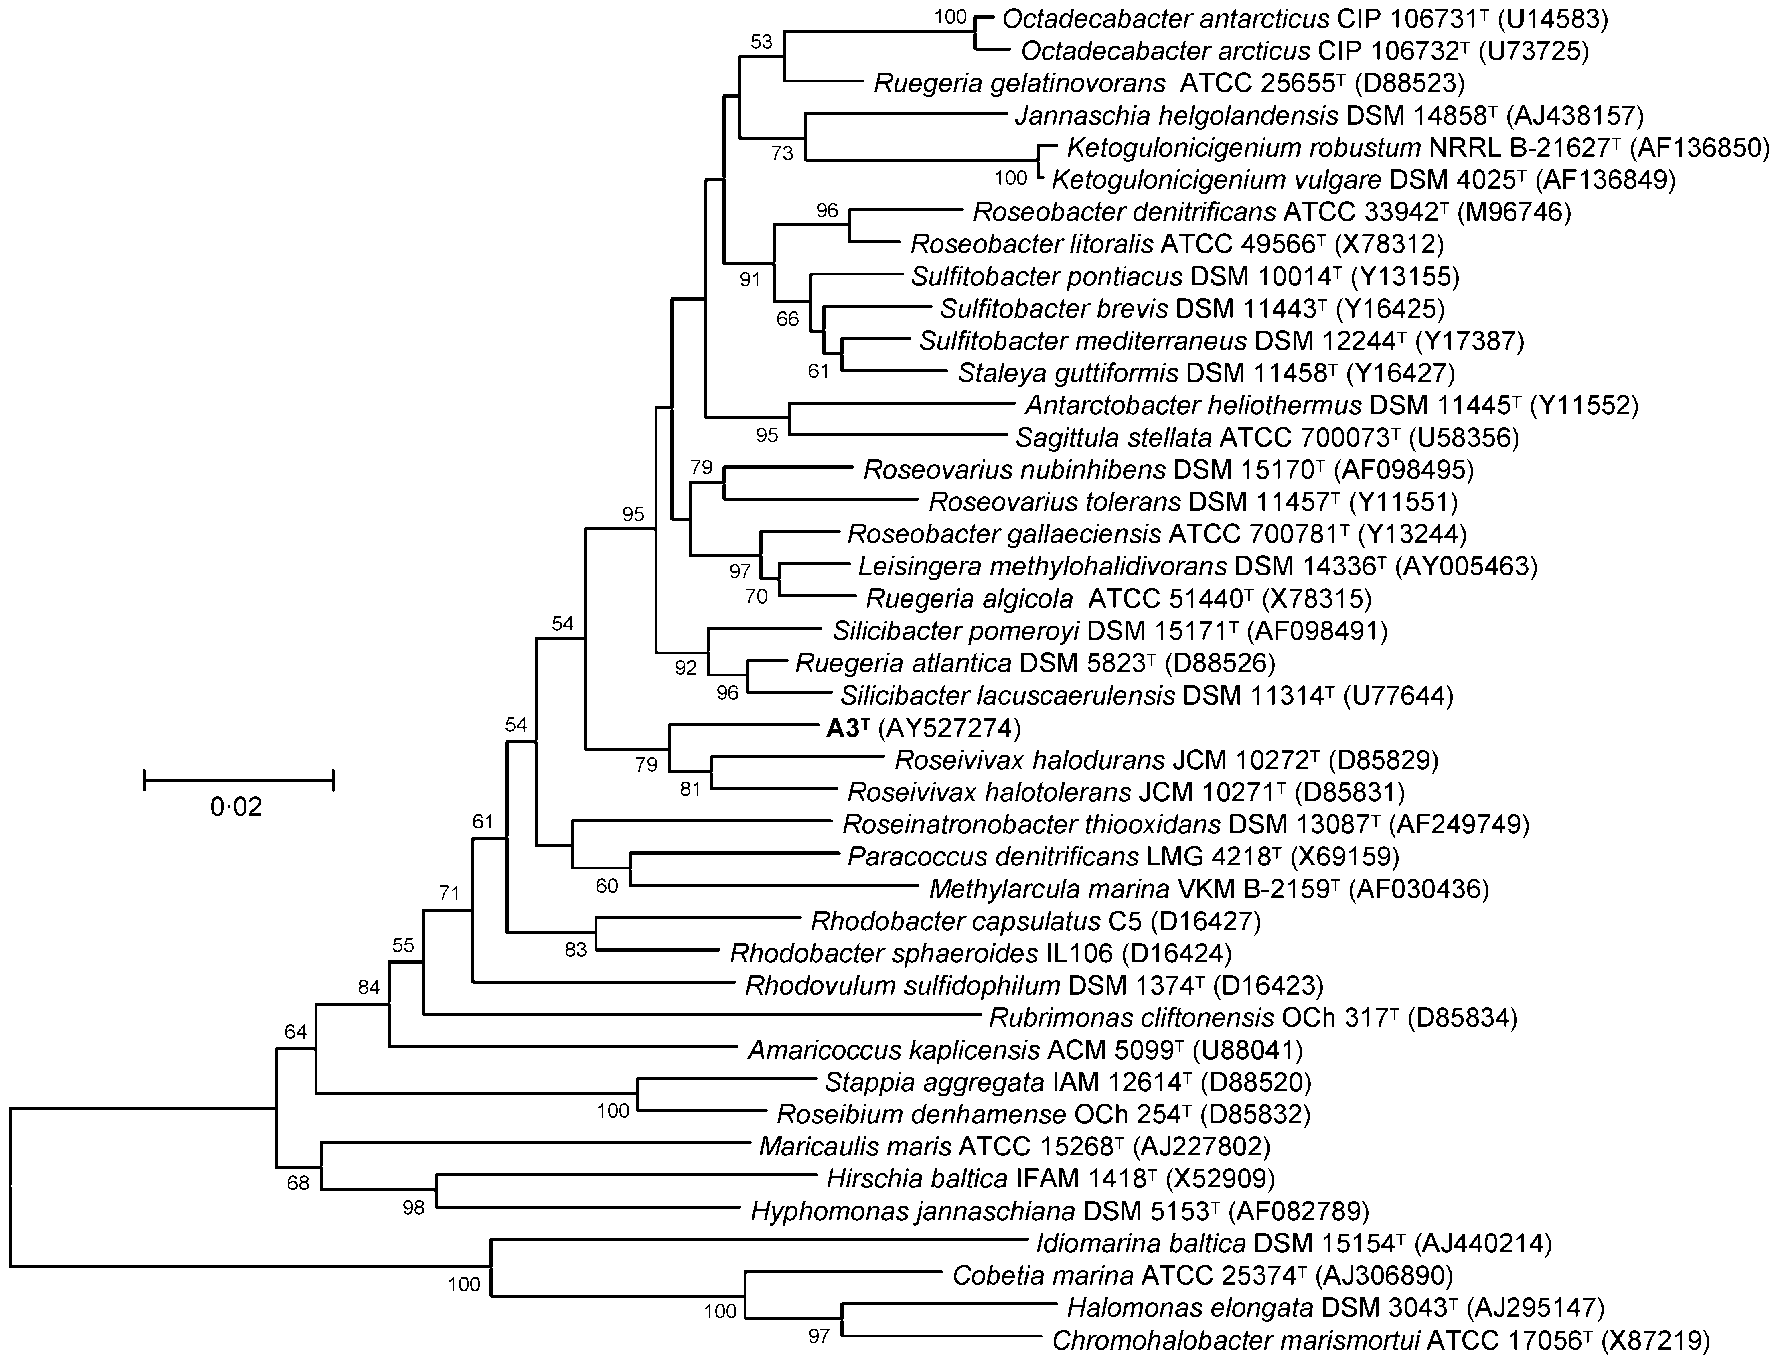 100 Octadecabacter antarcticus CIP 106731ᵀ (U14583)
53
Octadecabacter arcticus CIP 106732ᵀ (U73725)
Ruegeria gelatinovorans ATCC 25655ᵀ (D88523)
Jannaschia helgolandensis DSM 14858ᵀ (AJ438157)
73 Ketogulonicigenium robustum NRRL B-21627ᵀ (AF136850)
100 Ketogulonicigenium vulgare DSM 4025ᵀ (AF136849)
96 Roseobacter denitrificans ATCC 33942ᵀ (M96746)
Roseobacter litoralis ATCC 49566ᵀ (X78312)
91 Sulfitobacter pontiacus DSM 10014ᵀ (Y13155)
Sulfitobacter brevis DSM 11443ᵀ (Y16425)
66
Sulfitobacter mediterraneus DSM 12244ᵀ (Y17387)
61 Staleya guttiformis DSM 11458ᵀ (Y16427)
Antarctobacter heliothermus DSM 11445ᵀ (Y11552)
95 Sagittula stellata ATCC 700073ᵀ (U58356)
79 Roseovarius nubinhibens DSM 15170ᵀ (AF098495)
Roseovarius tolerans DSM 11457ᵀ (Y11551)
95
Roseobacter gallaeciensis ATCC 700781ᵀ (Y13244)
97 Leisingera methylohalidivorans DSM 14336ᵀ (AY005463)
70 Ruegeria algicola ATCC 51440ᵀ (X78315)
54
Silicibacter pomeroyi DSM 15171ᵀ (AF098491)
92 Ruegeria atlantica DSM 5823ᵀ (D88526)
96 Silicibacter lacuscaerulensis DSM 11314ᵀ (U77644)
54 A3ᵀ (AY527274)
79 Roseivivax halodurans JCM 10272ᵀ (D85829)
81 Roseivivax halotolerans JCM 10271ᵀ (D85831)
0·02
61 Roseinatronobacter thiooxidans DSM 13087ᵀ (AF249749)
Paracoccus denitrificans LMG 4218ᵀ (X69159)
60 Methylarcula marina VKM B-2159ᵀ (AF030436)
71
Rhodobacter capsulatus C5 (D16427)
55 83 Rhodobacter sphaeroides IL106 (D16424)
84 Rhodovulum sulfidophilum DSM 1374ᵀ (D16423)
Rubrimonas cliftonensis OCh 317ᵀ (D85834)
64
Amaricoccus kaplicensis ACM 5099ᵀ (U88041)
Stappia aggregata IAM 12614ᵀ (D88520)
100 Roseibium denhamense OCh 254ᵀ (D85832)
Maricaulis maris ATCC 15268ᵀ (AJ227802)
68 Hirschia baltica IFAM 1418ᵀ (X52909)
98 Hyphomonas jannaschiana DSM 5153ᵀ (AF082789)
Idiomarina baltica DSM 15154ᵀ (AJ440214)
100 Cobetia marina ATCC 25374ᵀ (AJ306890)
100 Halomonas elongata DSM 3043ᵀ (AJ295147)
97 Chromohalobacter marismortui ATCC 17056ᵀ (X87219)